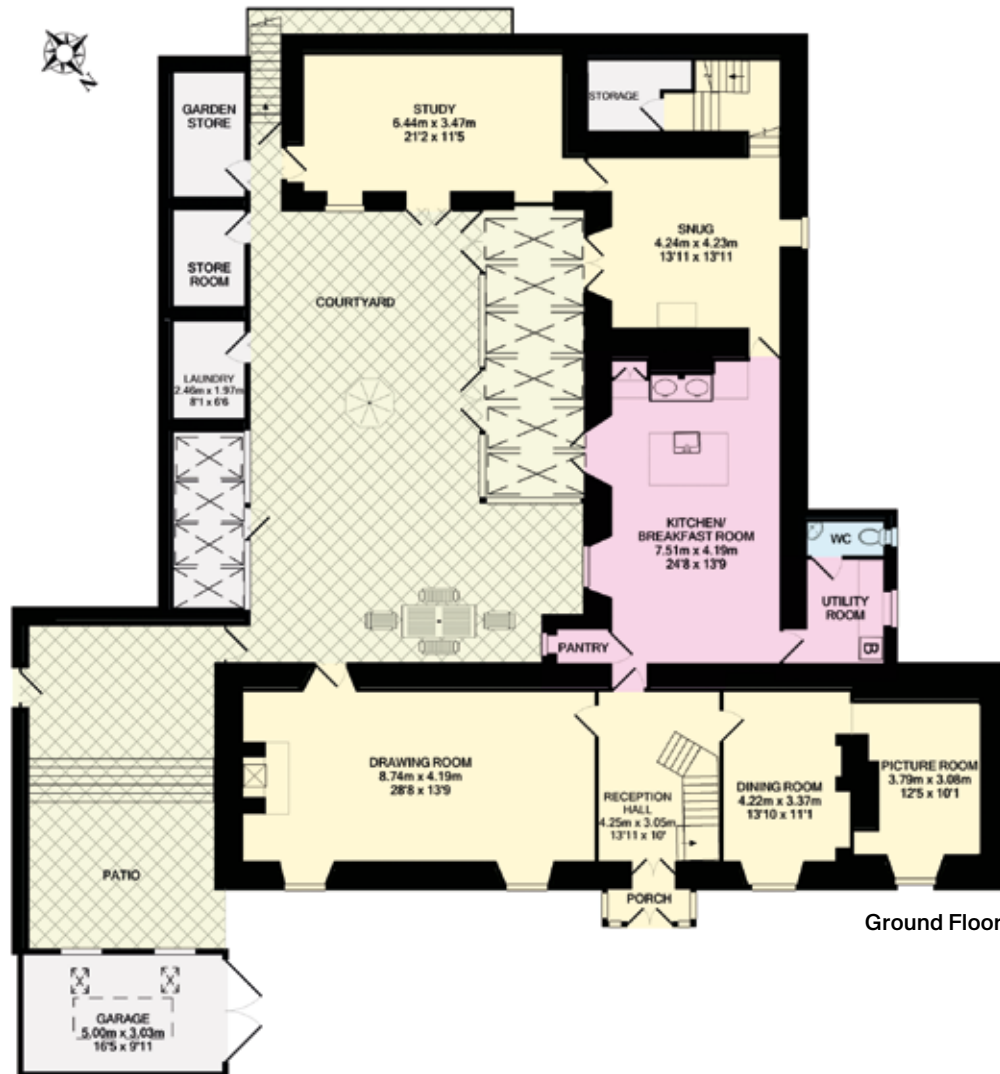 N
GARDEN
STORE
STUDY
6.44m x 3.47m
21'2 x 11'5
STORAGE
STORE
ROOM
SNUG
4.24m x 4.23m
13'11 x 13'11
COURTYARD
LAUNDRY
2.46m x 1.97m
8'1 x 6'6
KITCHEN/
BREAKFAST ROOM
7.51m x 4.19m
24'8 x 13'9
WC
UTILITY
ROOM
B
PANTRY
DRAWING ROOM
8.74m x 4.19m
28'8 x 13'9
RECEPTION
HALL
4.25m x 3.05m
13'11 x 10'
DINING ROOM
4.22m x 3.37m
13'10 x 11'1
PICTURE ROOM
3.79m x 3.08m
12'5 x 10'1
PATIO
PORCH
Ground Floor
GARAGE
5.00m x 3.03m
16'5 x 9'11